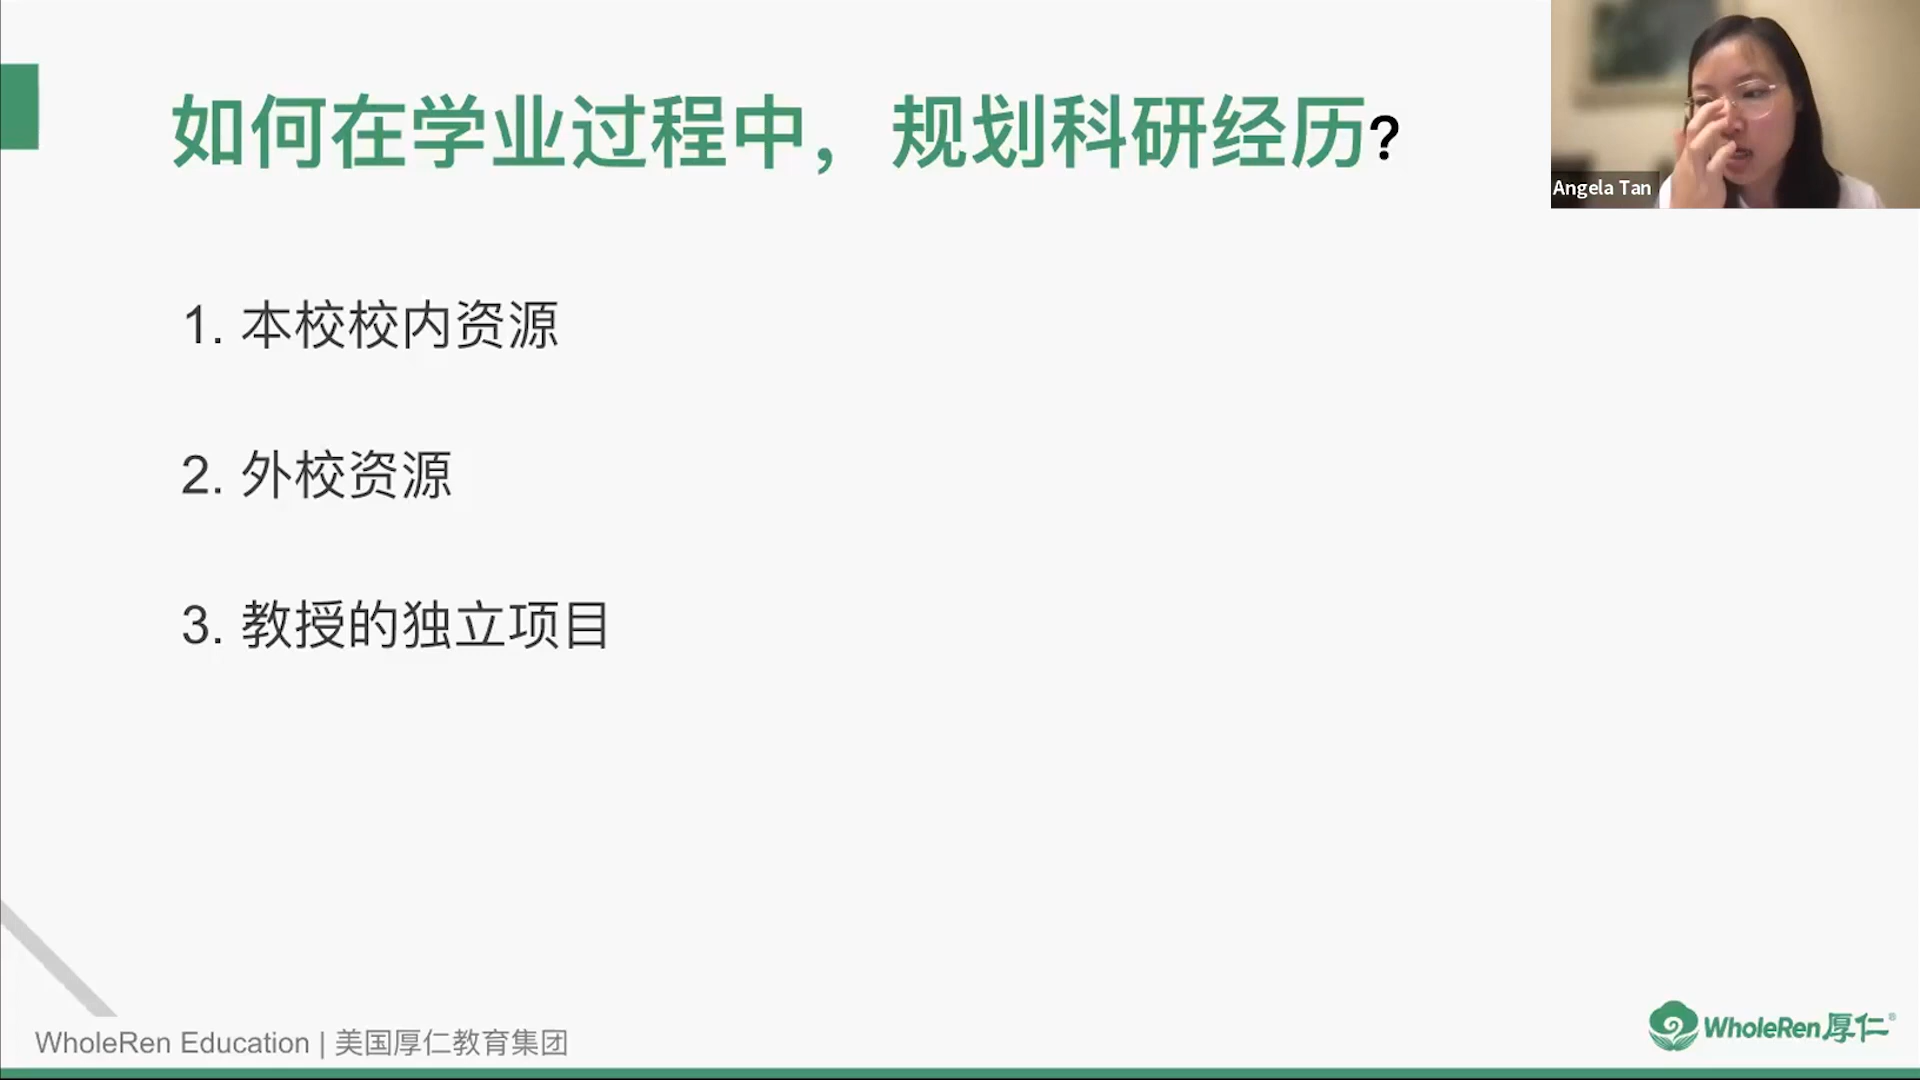 如何在学业过程中，规划科研经历?
Angela Tan
1. 本校校内资源
2. 外校资源
3. 教授的独立项目
WholeRen Education | 美国厚仁教育集团
WholeRen厚仁®